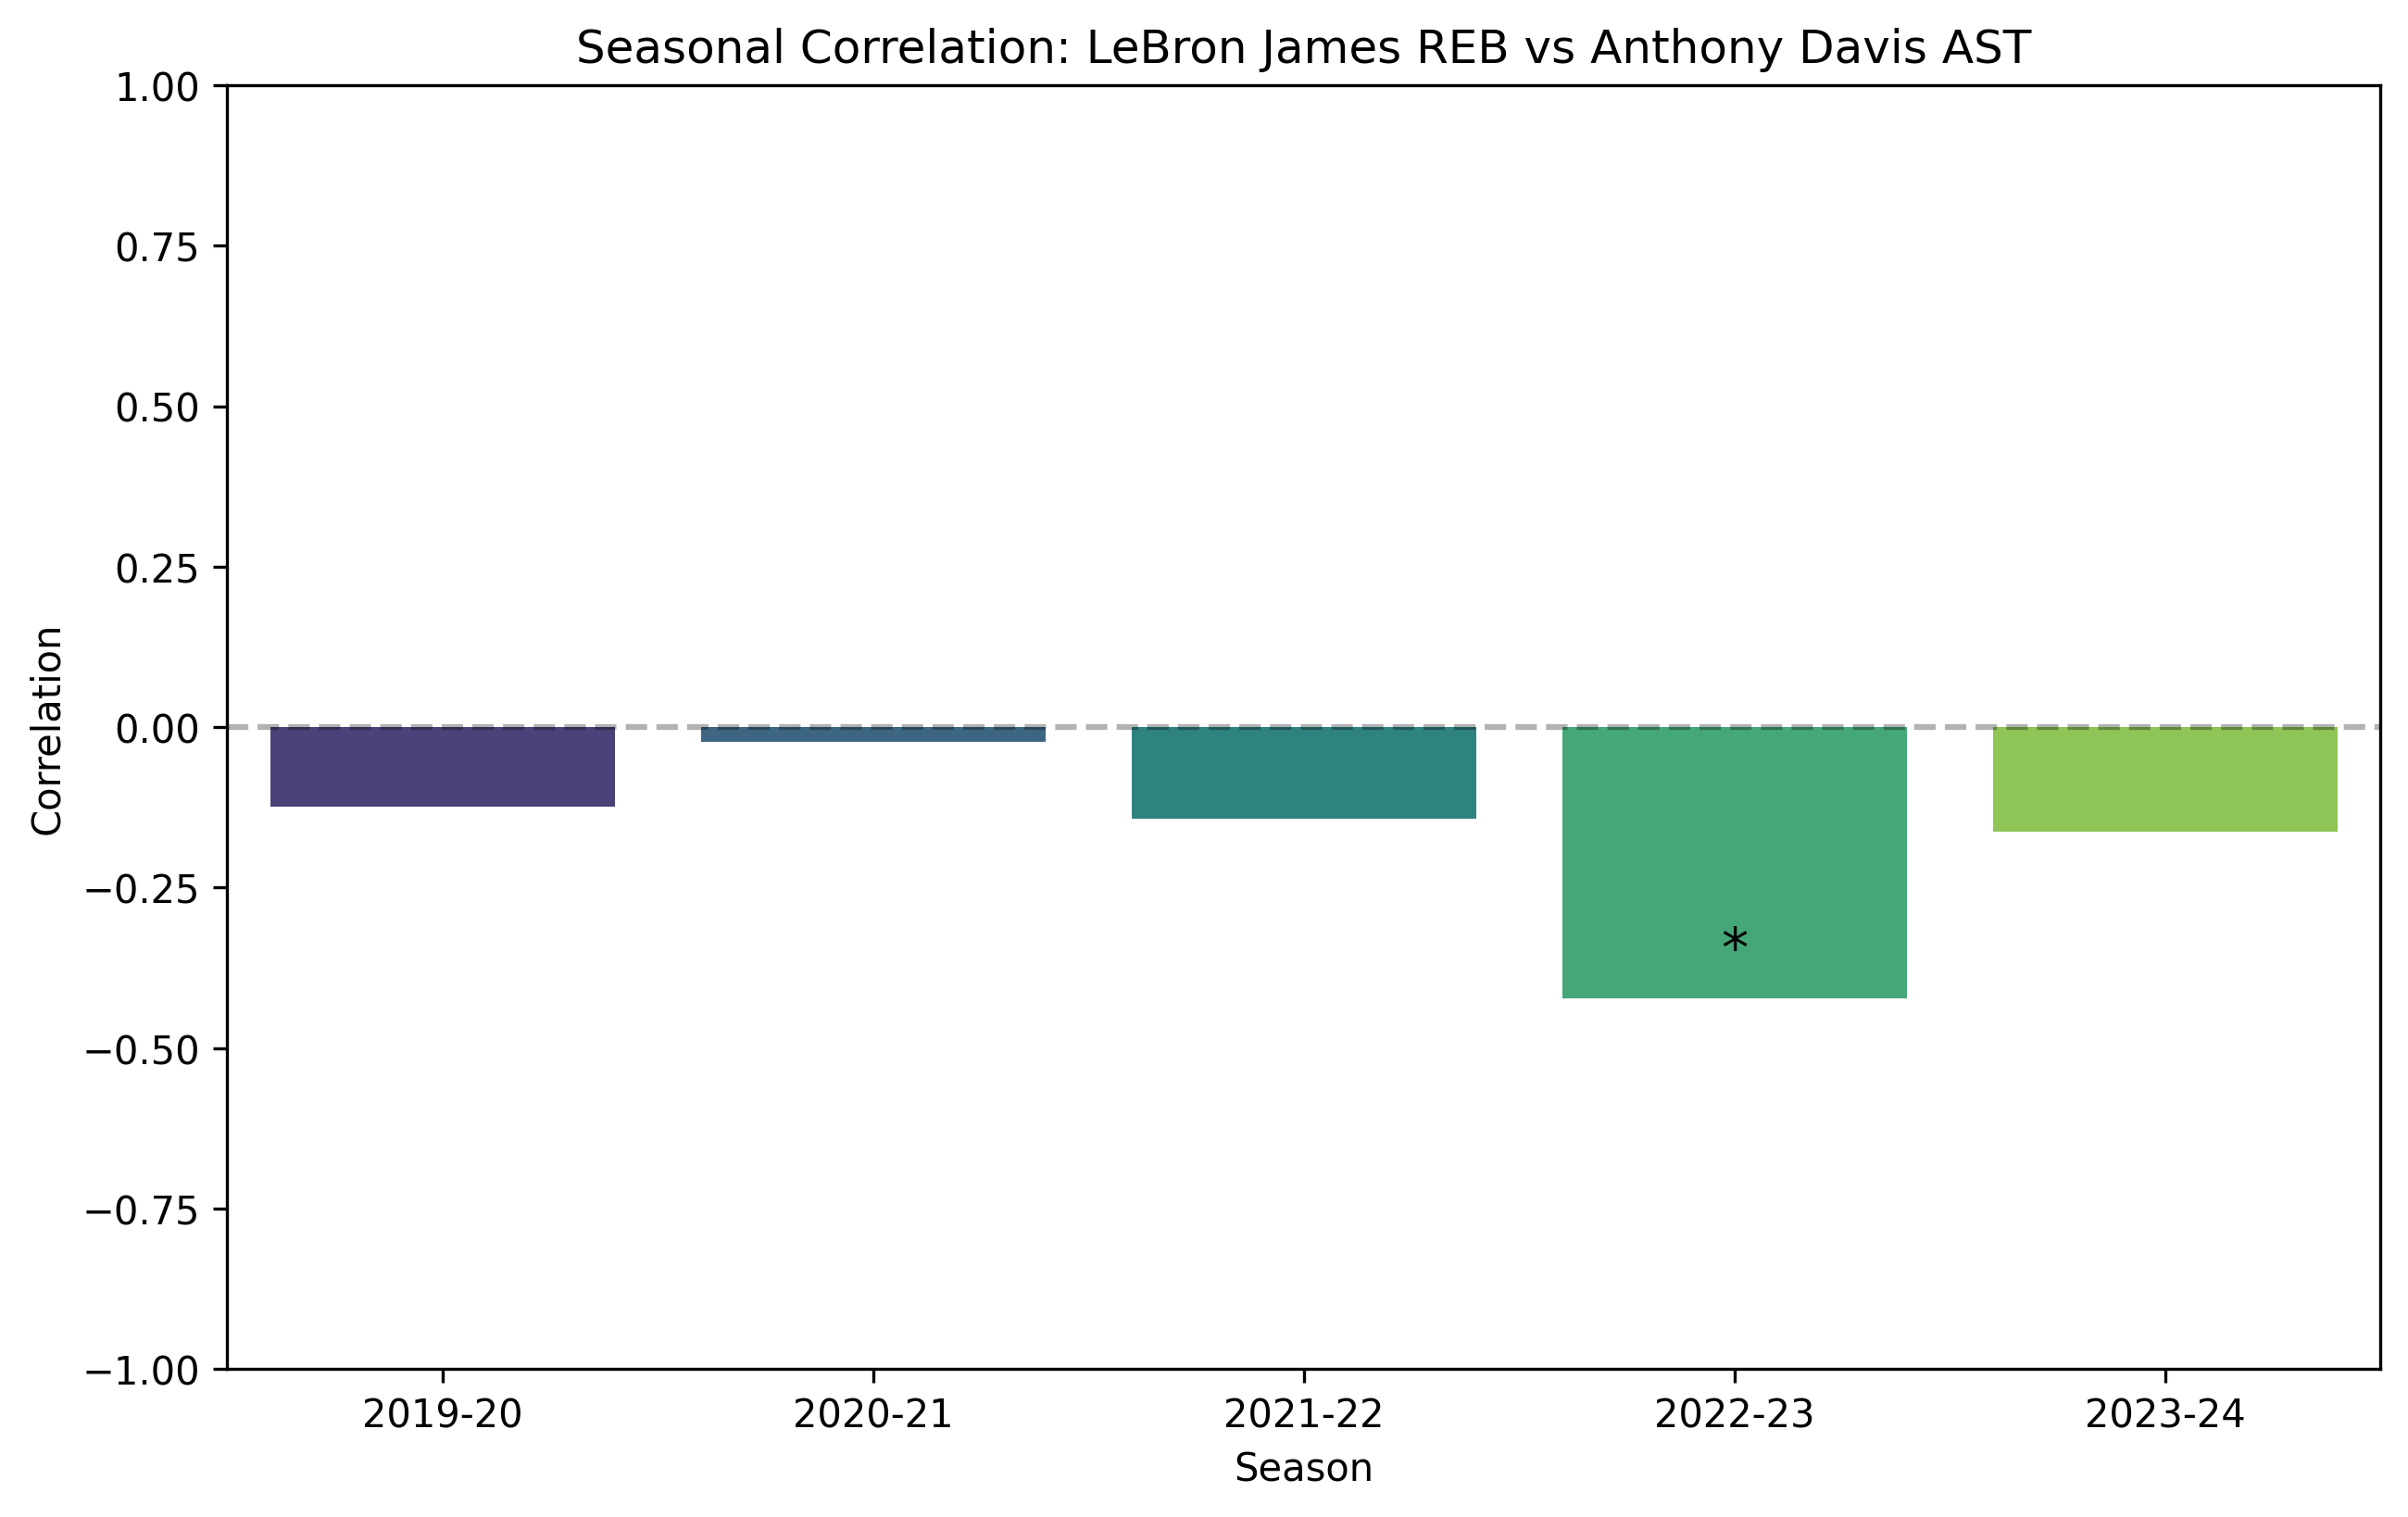 Seasonal Correlation: LeBron James REB vs Anthony Davis AST
1.00
0.75
0.50
0.25
0.00
−0.25
−0.50
−0.75
−1.00
Correlation
*
2019-20 2020-21 2021-22 2022-23 2023-24
Season